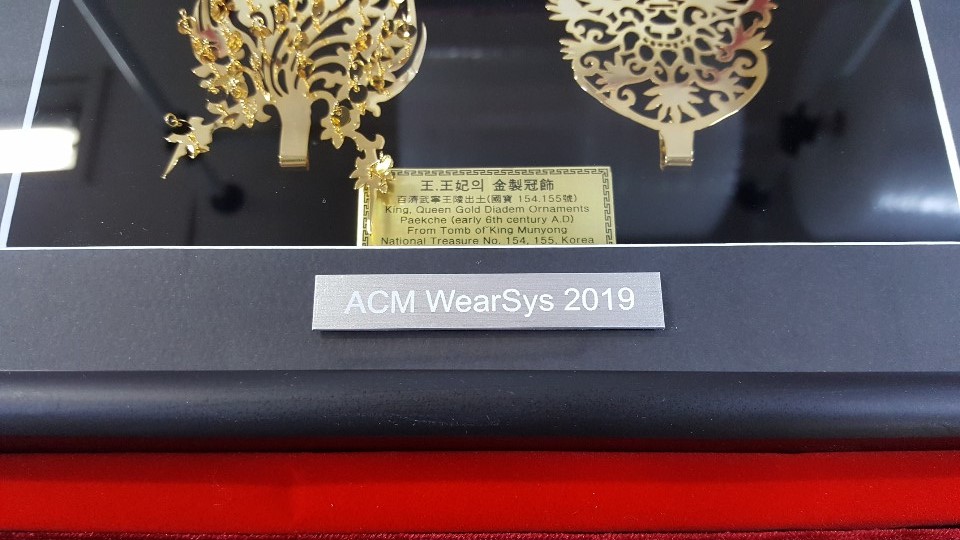 王.王妃의 金製冠飾
百濟武寧王陵出土(國寶 154.155號)
King, Queen Gold Diadem Ornaments
Paekche (early 6th century A.D)
From Tomb of King Munyong
National Treasure No. 154, 155, Korea
ACM WearSys 2019